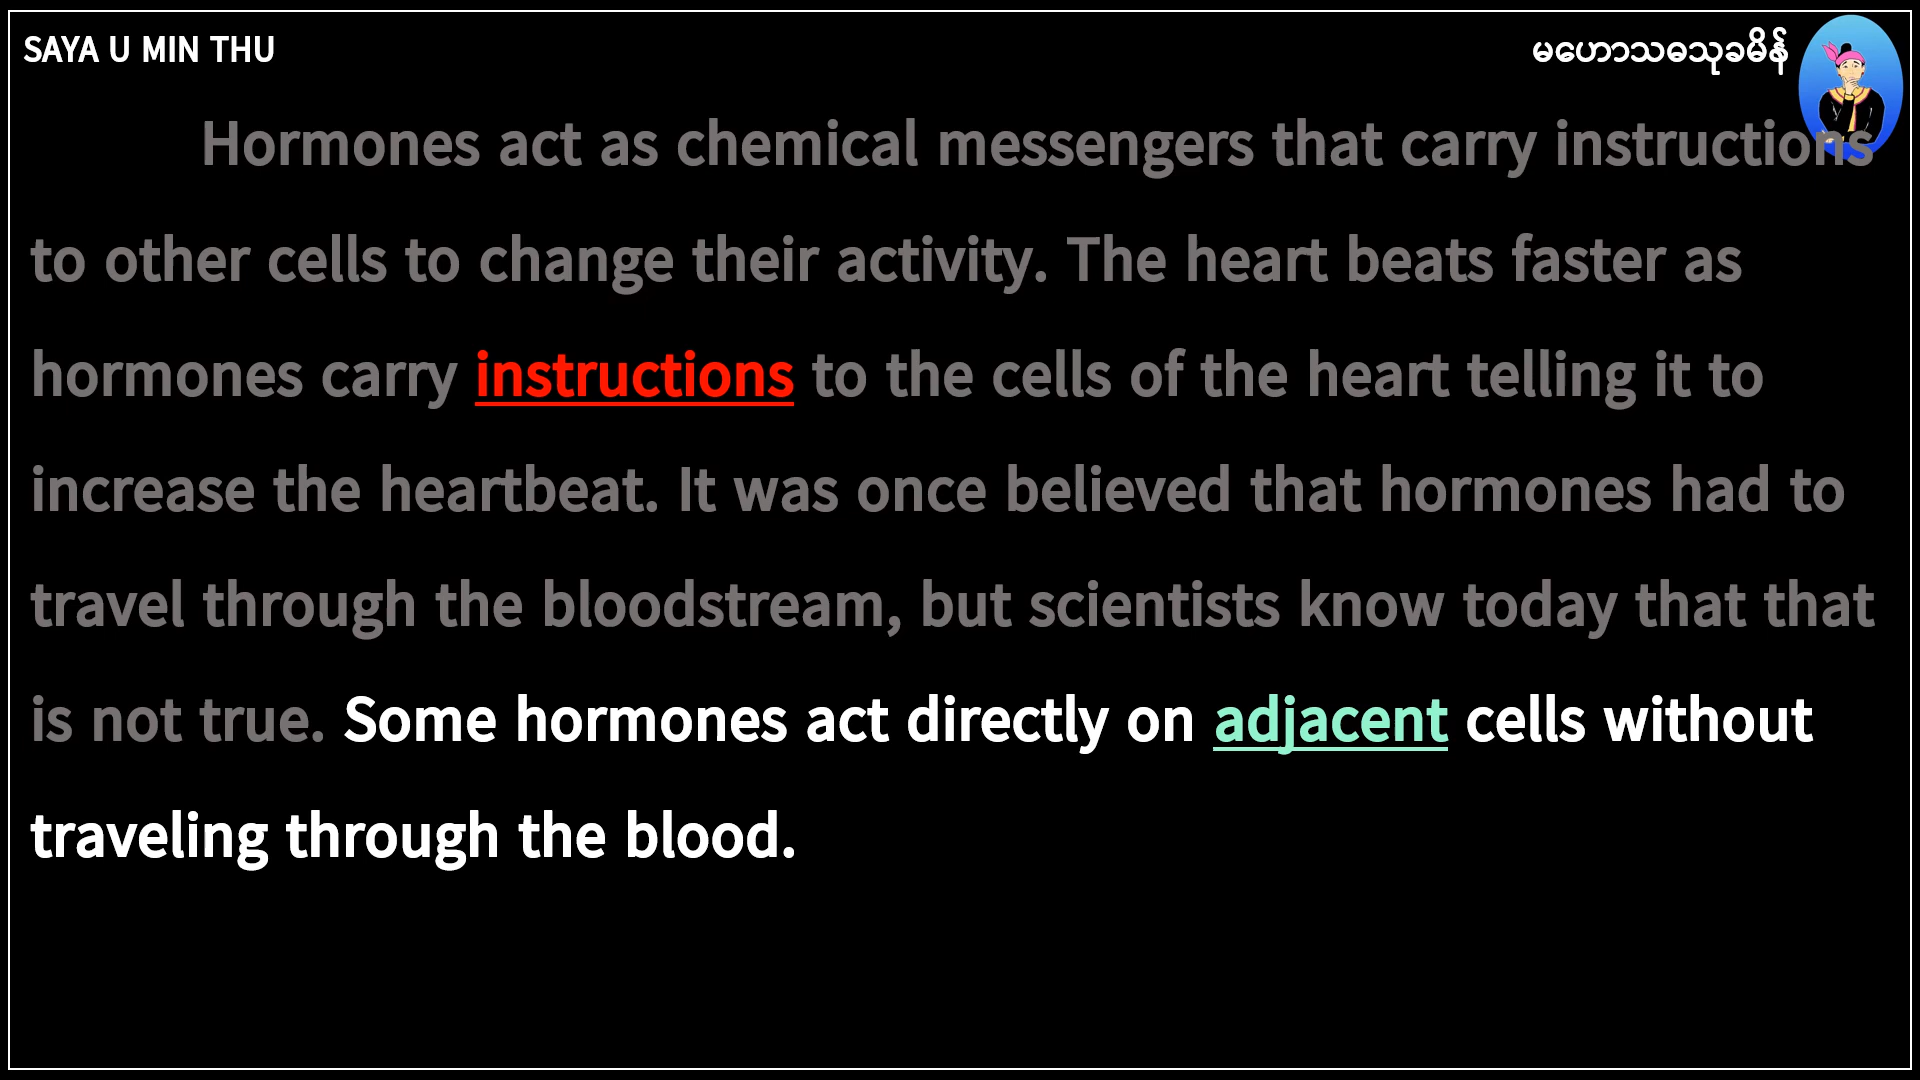 SAYA U MIN THU
မဟောသဓသုခမိန်
Hormones act as chemical messengers that carry instructions
to other cells to change their activity. The heart beats faster as
hormones carry instructions to the cells of the heart telling it to
increase the heartbeat. It was once believed that hormones had to
travel through the bloodstream, but scientists know today that that
is not true. Some hormones act directly on adjacent cells without
traveling through the blood.